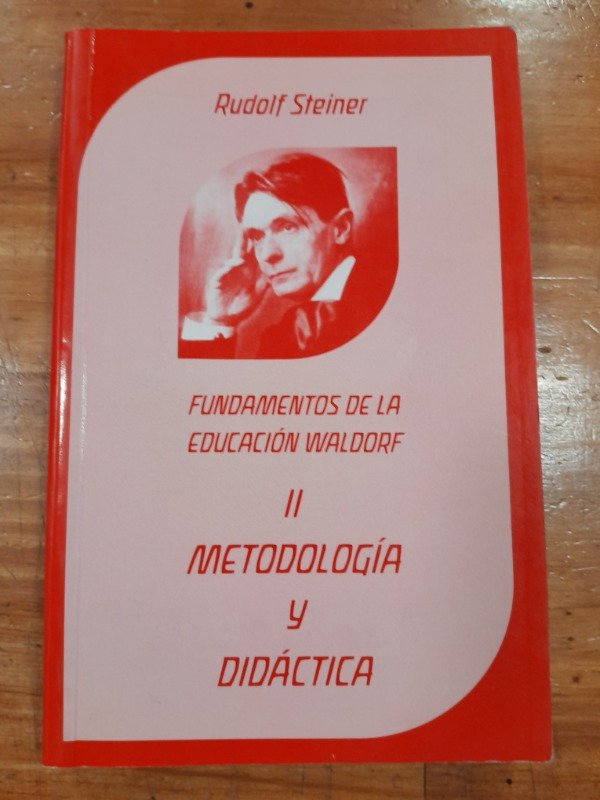 Rudolf Steiner
FUNDAMENTOS DE LA
EDUCACIÓN WALDORF
II
METODOLOGÍA
y
DIDÁCTICA